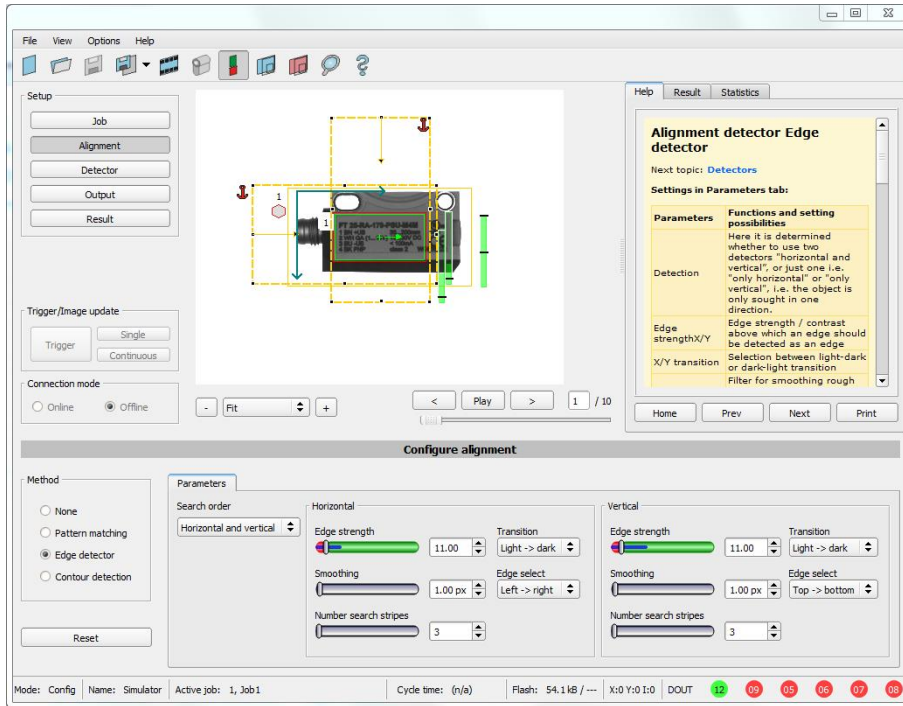 File View Options Help
Setup
Job
Alignment
Detector
Output
Result
Trigger/Image update
Trigger
Single
Continuous
Connection mode
Online Offline
1
1
- Fit +
< Play > 1 / 10
Help Result Statistics
Alignment detector Edge
detector
Next topic: Detectors
Settings in Parameters tab:
Parameters Functions and setting
possibilities
Detection Here it is determined
whether to use two
detectors "horizontal and
vertical", or just one i.e.
"only horizontal" or "only
vertical", i.e. the object is
only sought in one
direction.
Edge
strengthX/Y Edge strength / contrast
above which an edge should
be detected as an edge
X/Y transition Selection between light-dark
or dark-light transition
Filter for smoothing rough
Home Prev Next Print
Configure alignment
Method
None
Pattern matching
Edge detector
Contour detection
Reset
Parameters
Search order
Horizontal and vertical
Horizontal
Edge strength
11.00
Transition
Light -> dark
Smoothing
1.00 px
Edge select
Left -> right
Number search stripes
3
Vertical
Edge strength
11.00
Transition
Light -> dark
Smoothing
1.00 px
Edge select
Top -> bottom
Number search stripes
3
Mode: Config Name: Simulator Active job: 1, Job1 Cycle time: (n/a) Flash: 54.1kB / --- X:0 Y:0 I:0 DOUT 12 09 05 06 07 08